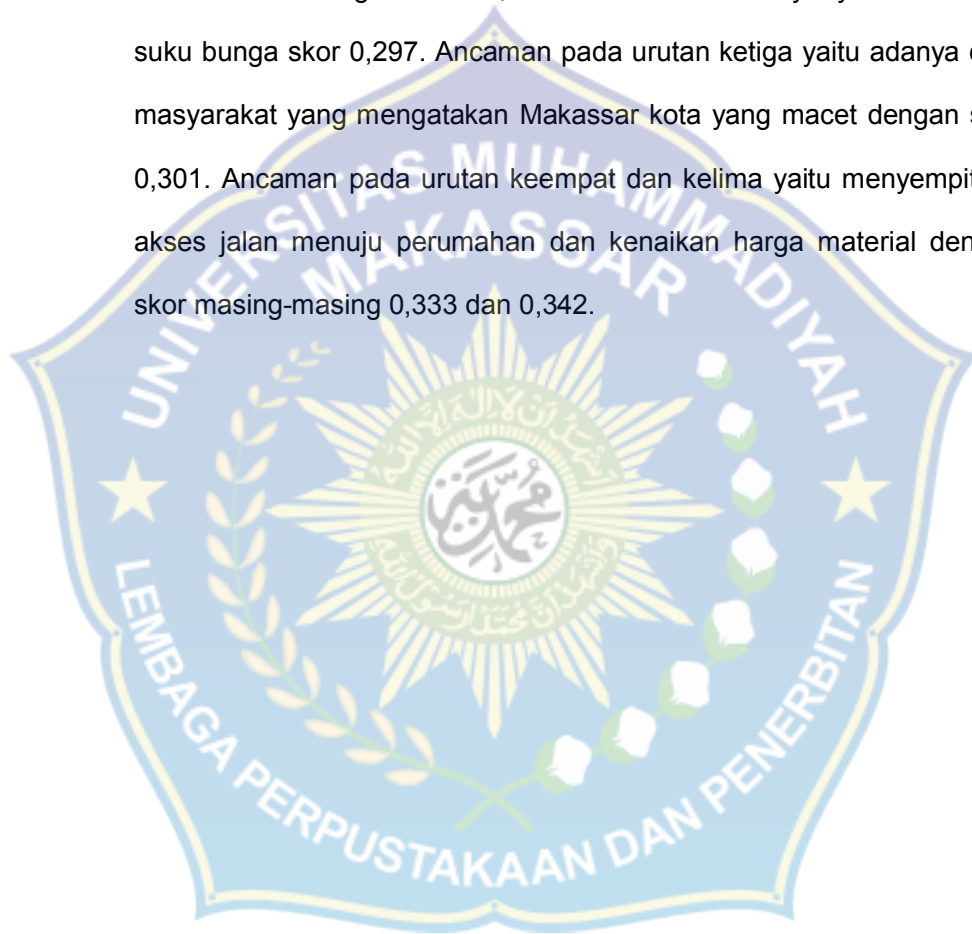 suku bunga skor 0,297. Ancaman pada urutan ketiga yaitu adanya
masyarakat yang mengatakan Makassar kota yang macet dengan
0,301. Ancaman pada urutan keempat dan kelima yaitu menyempit
akses jalan menuju perumahan dan kenaikan harga material den
skor masing-masing 0,333 dan 0,342.
UNIVERSITAS MUHAMMADIYAH
MAKASSAR
LEMBAGA PERPUSTAKAAN DAN PENERBITAN